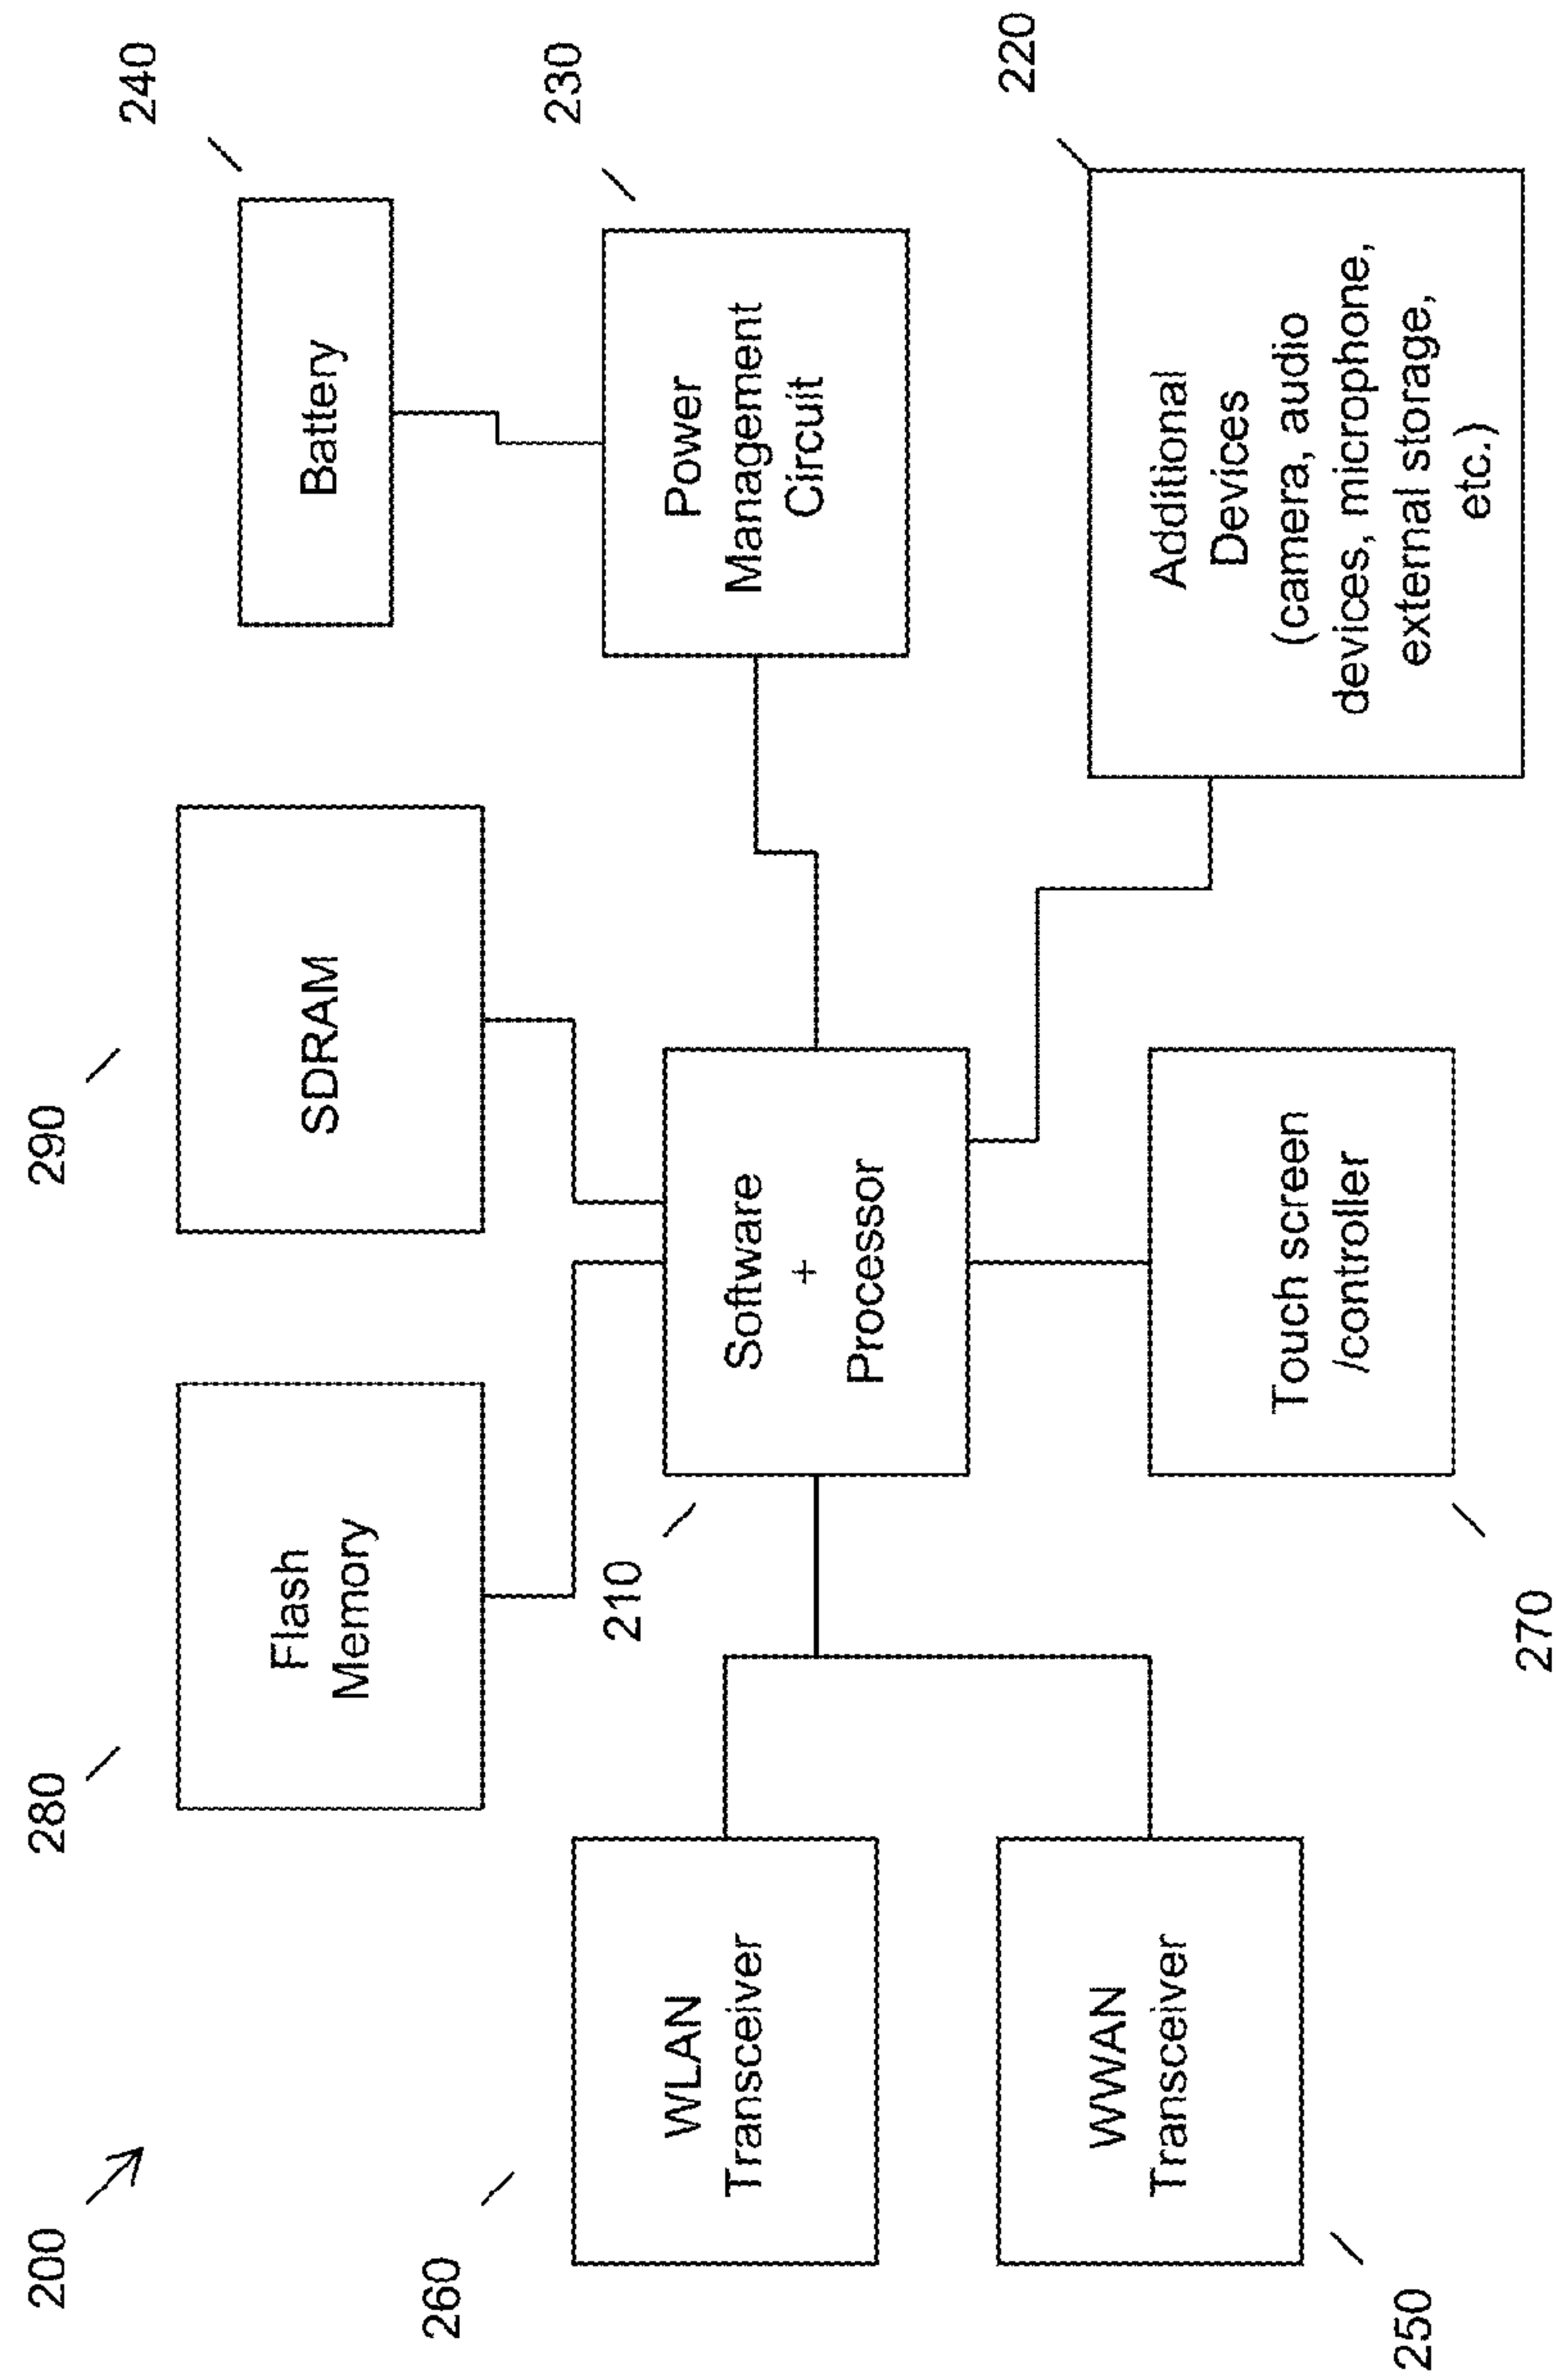 200
280
Flash
Memory
290
SDRAM
240
Battery
260
WLAN
Transceiver
210
Software
+
Processor
230
Power
Management
Circuit
250
WWAN
Transceiver
270
Touch screen
/controller
220
Additional
Devices
(camera, audio
devices, microphone,
external storage,
etc.)